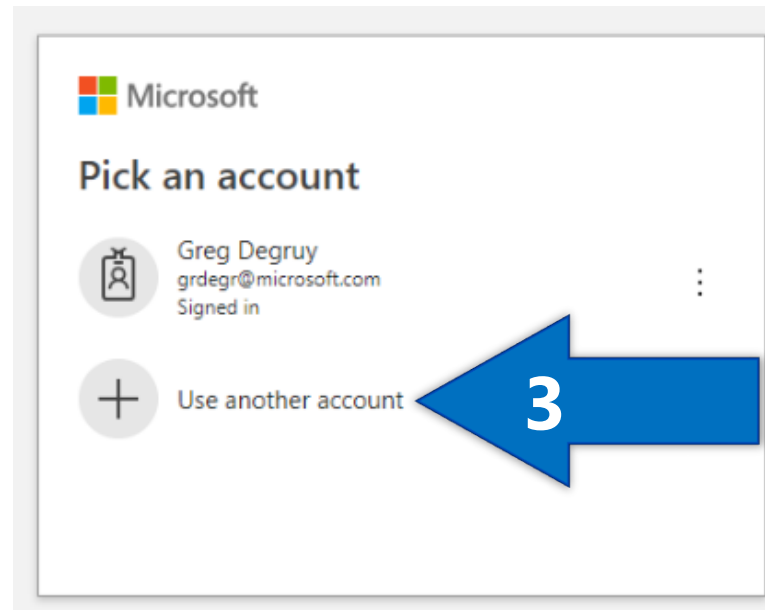 Microsoft
Pick an account
Greg Degruy
grdegr@microsoft.com
Signed in
Use another account
3